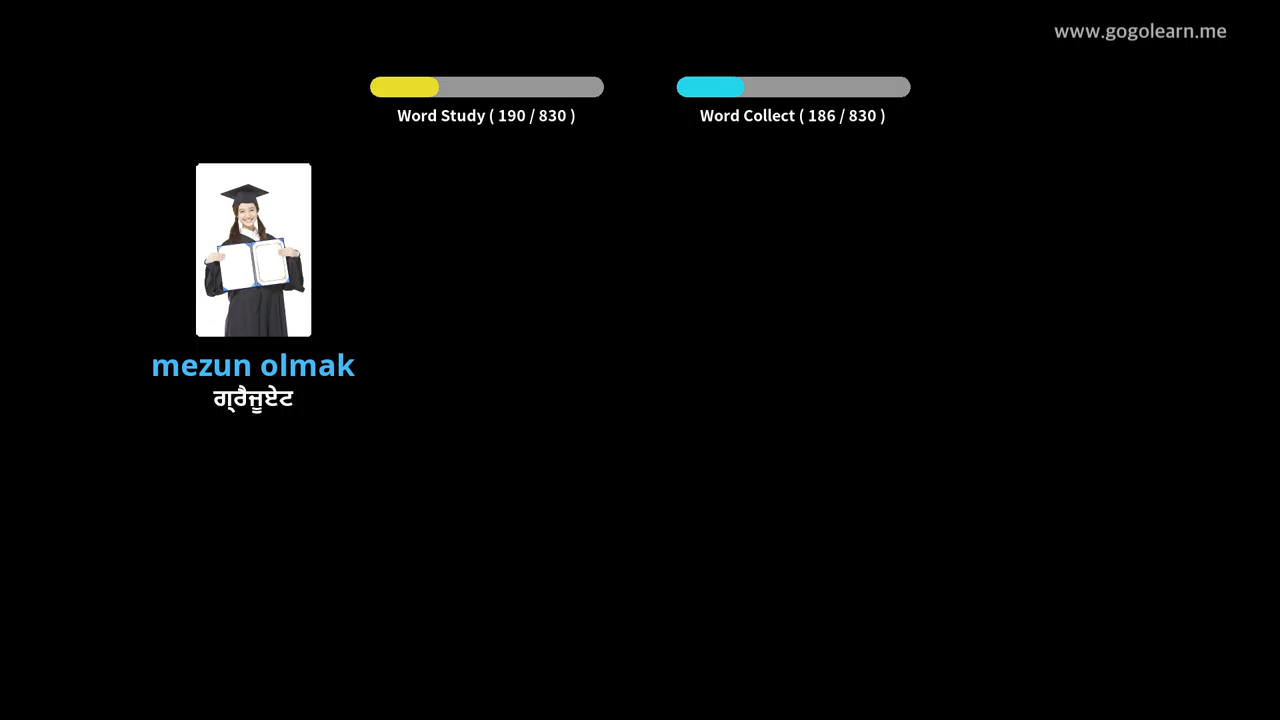 www.gogolearn.me
Word Study ( 190 / 830 )
Word Collect ( 186 / 830 )
mezun olmak
ਗ੍ਰੈਜੂਏਟ